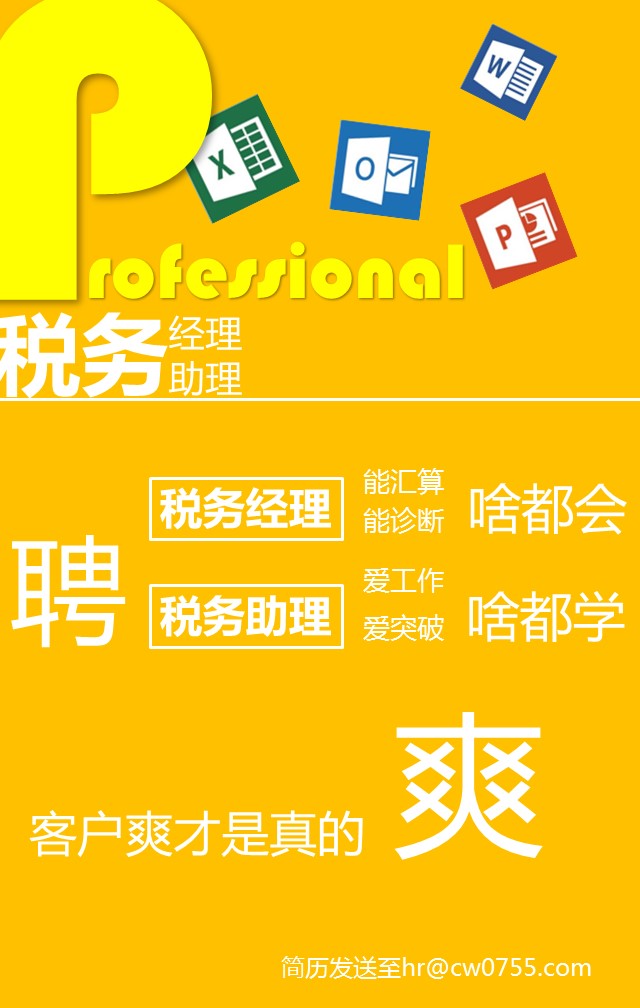 Professional
X
O
W
P
税务经理
助理
税务经理
能汇算
能诊断
啥都会
聘
税务助理
爱工作
爱突破
啥都学
客户爽才是真的爽
简历发送至hr@cw0755.com